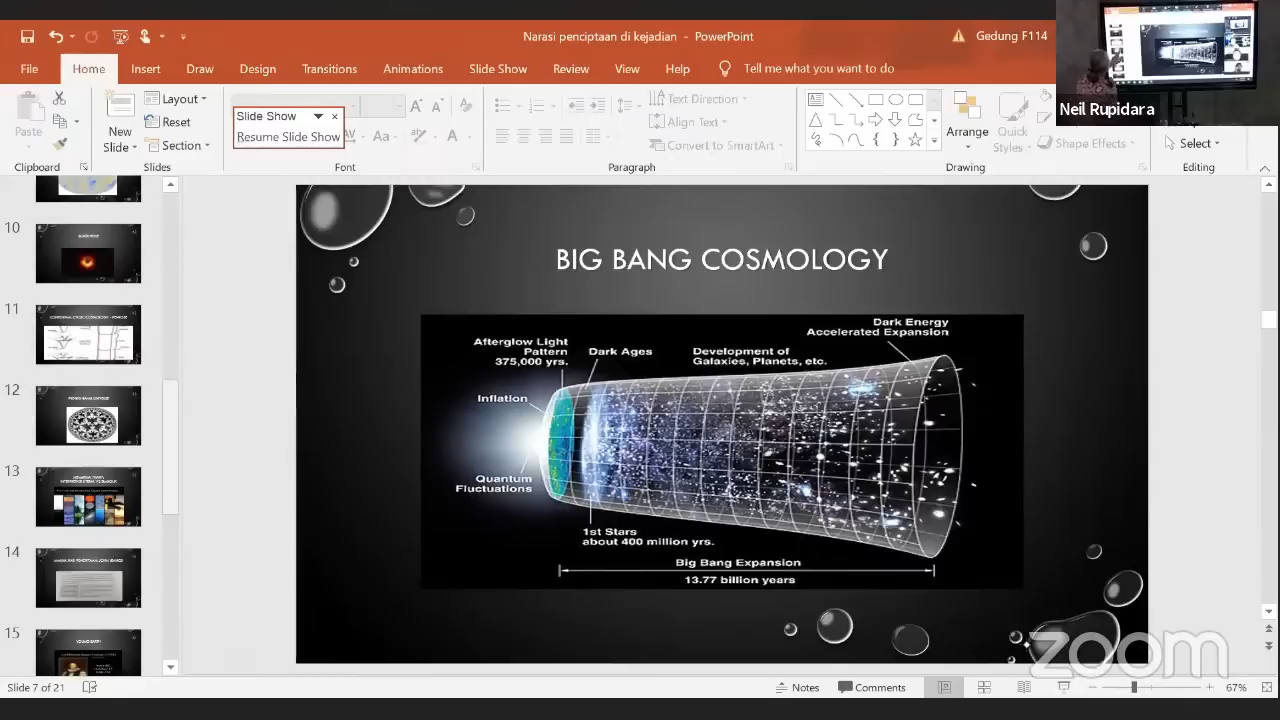 Narasi penciptaan di kejadian - PowerPoint
Gedung F114
File Home Insert Draw Design Transitions Animations Slide Show Review View Help Tell me what you want to do
Neil Rupidara
Paste
New
Slide
Layout
Reset
Section
Slide Show
Resume Slide Show
Aa
A
Text Direction
Align Text
Convert to SmartArt
Arrange
Quick
Styles
Shape Effects
Select
Clipboard
Slides
Font
Paragraph
Drawing
Editing
10
11
12
13
14
15
BIG BANG COSMOLOGY
Dark Energy
Accelerated Expansion
Afterglow Light
Pattern
375,000 yrs.
Dark Ages
Development of
Galaxies, Planets, etc.
Inflation
Quantum
Fluctuations
1st Stars
about 400 million yrs.
Big Bang Expansion
13.77 billion years
zoom
Slide 7 of 21
Notes
Comments
67%